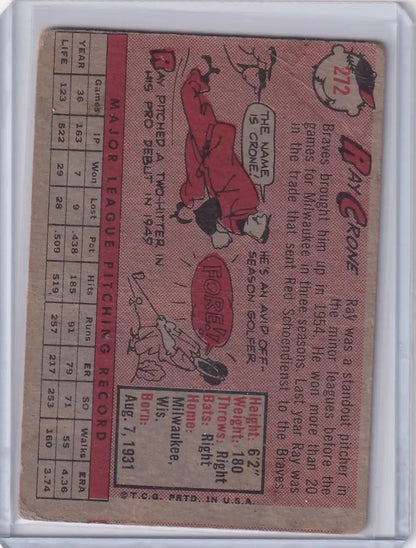 272
RAY CRONE
Ray was a standout pitcher in
the minor leagues before the
Braves brought him up in 1954. He won more than 20
games for Milwaukee in three seasons. Last year, Ray was
in the trade that sent Red Schoendienst to the Braves
THE NAME
IS CRONE.
RAY PITCHED A TWO-HITTER IN
HIS PRO DEBUT IN 1949
HE'S AN AVID OFF-
SEASON GOLFER
FORE!!
Height: 6'2"
Weight: 180
Throws: Right
Bats: Right
Home:
Milwaukee,
Wis.
Born:
Aug. 7, 1931
MAJOR LEAGUE PITCHING RECORD
Games IP Won Lost Pct Hits Runs ER SO Walks ERA
YEAR 36 163 7 9 .438 185 91 79 71 55 4.36
LIFE 123 522 29 28 .509 519 253 160 3.74
©T.C.G. PRTD. IN U.S.A.